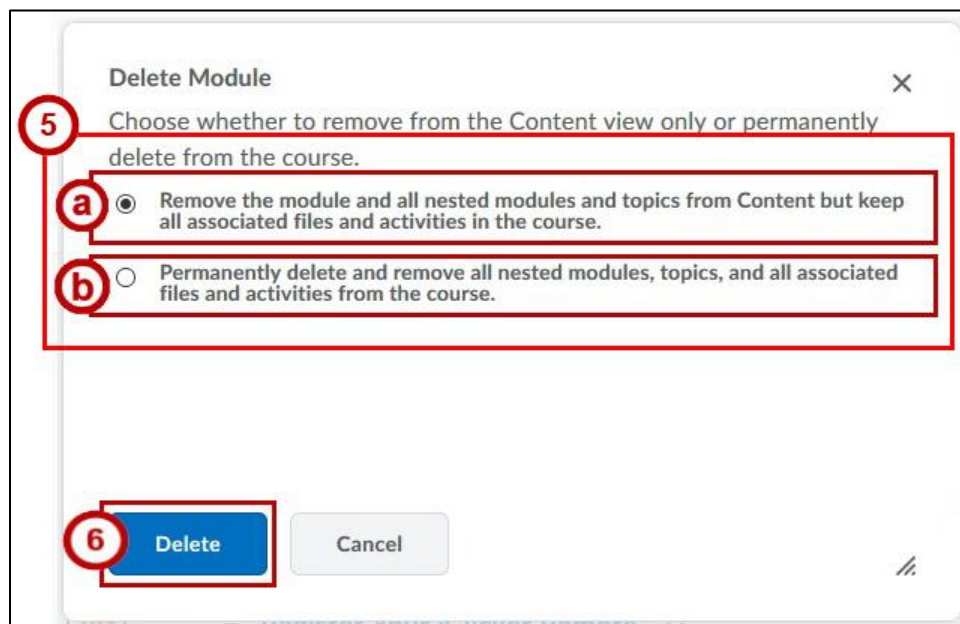 Delete Module
5
Choose whether to remove from the Content view only or permanently
delete from the course.
a
Remove the module and all nested modules and topics from Content but keep
all associated files and activities in the course.
b
Permanently delete and remove all nested modules, topics, and all associated
files and activities from the course.
6
Delete
Cancel